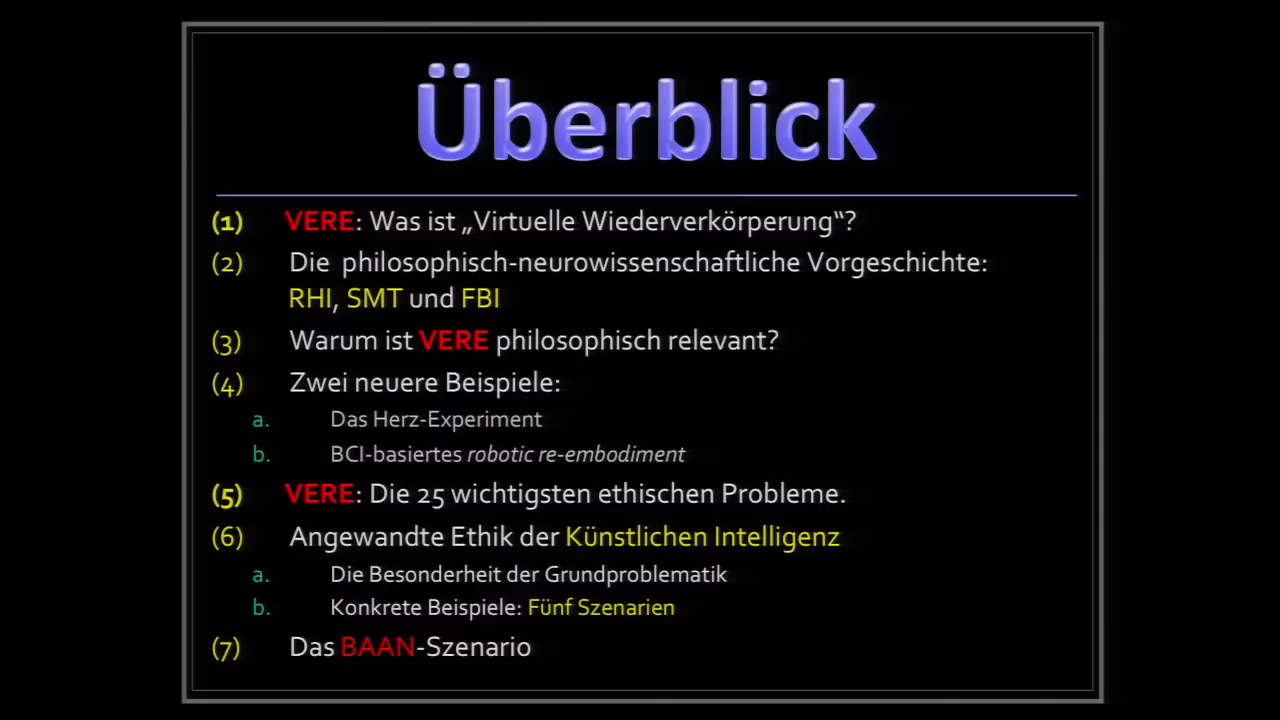 Überblick
(1) VERE: Was ist „Virtuelle Wiederverkörperung“?
(2) Die philosophisch-neurowissenschaftliche Vorgeschichte:
RHI, SMT und FBI
(3) Warum ist VERE philosophisch relevant?
(4) Zwei neuere Beispiele:
a. Das Herz-Experiment
b. BCI-basiertes robotic re-embodiment
(5) VERE: Die 25 wichtigsten ethischen Probleme.
(6) Angewandte Ethik der Künstlichen Intelligenz
a. Die Besonderheit der Grundproblematik
b. Konkrete Beispiele: Fünf Szenarien
(7) Das BAAN-Szenario